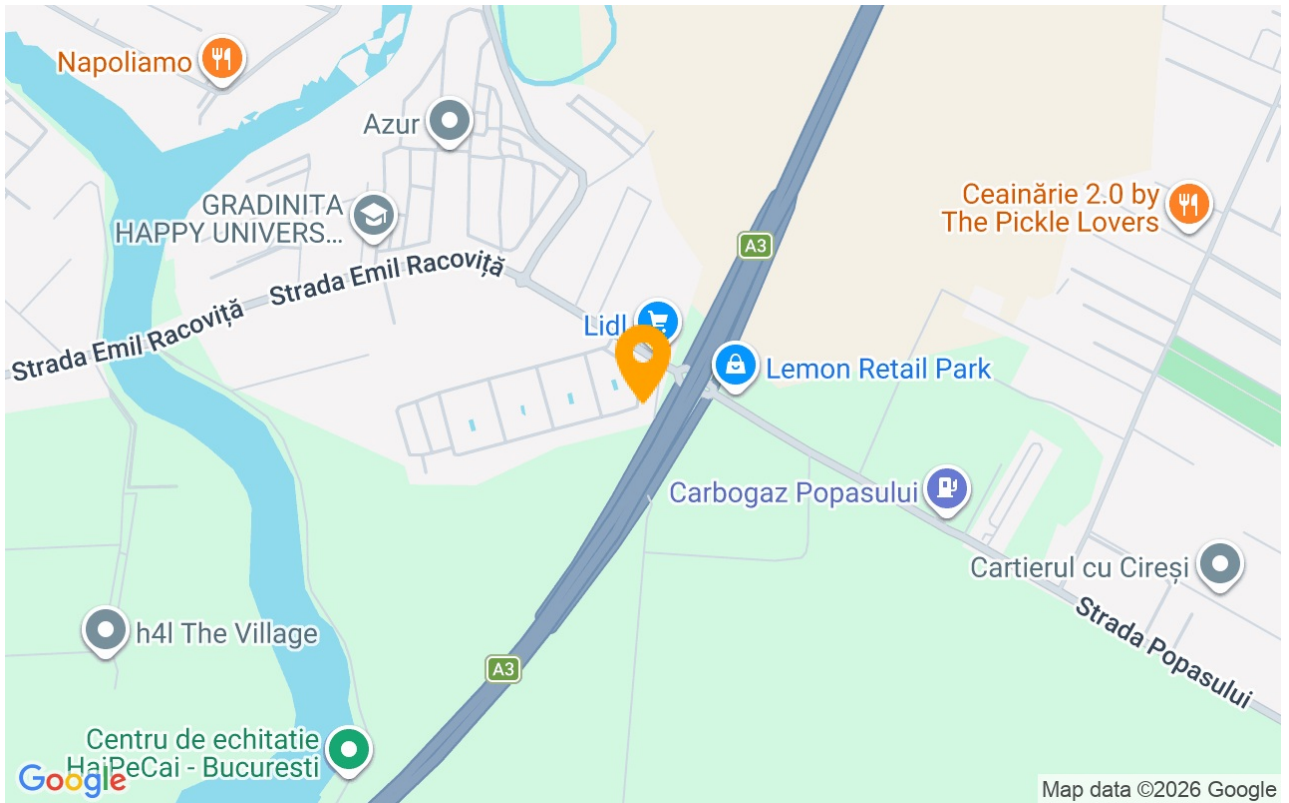 Napoliamo
Azur
GRADINITA
HAPPY UNIVERS...
Ceainărie 2.0 by
The Pickle Lovers
A3
Strada Emil Racoviță
Strada Emil Racoviță
Lidl
Lemon Retail Park
Carbogaz Popasului
Cartierul cu Cireși
Strada Popasului
h4l The Village
A3
Centru de echitatie
HaiPeCai - Bucuresti
Google
Map data ©2026 Google